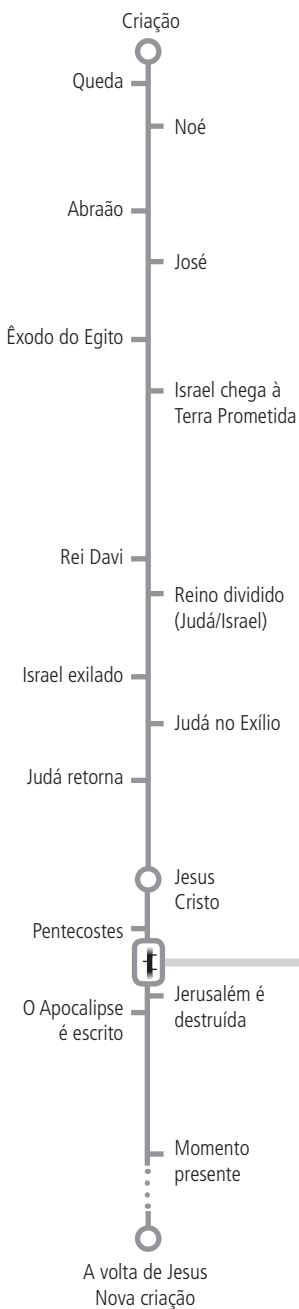 Criação
Queda
Noé
Abraão
José
Êxodo do Egito
Israel chega à
Terra Prometida
Rei Davi
Reino dividido
(Judá/Israel)
Israel exilado
Judá no Exílio
Judá retorna
Jesus
Cristo
Pentecostes
Jerusalém é
destruída
O Apocalipse
é escrito
Momento
presente
A volta de Jesus
Nova criação